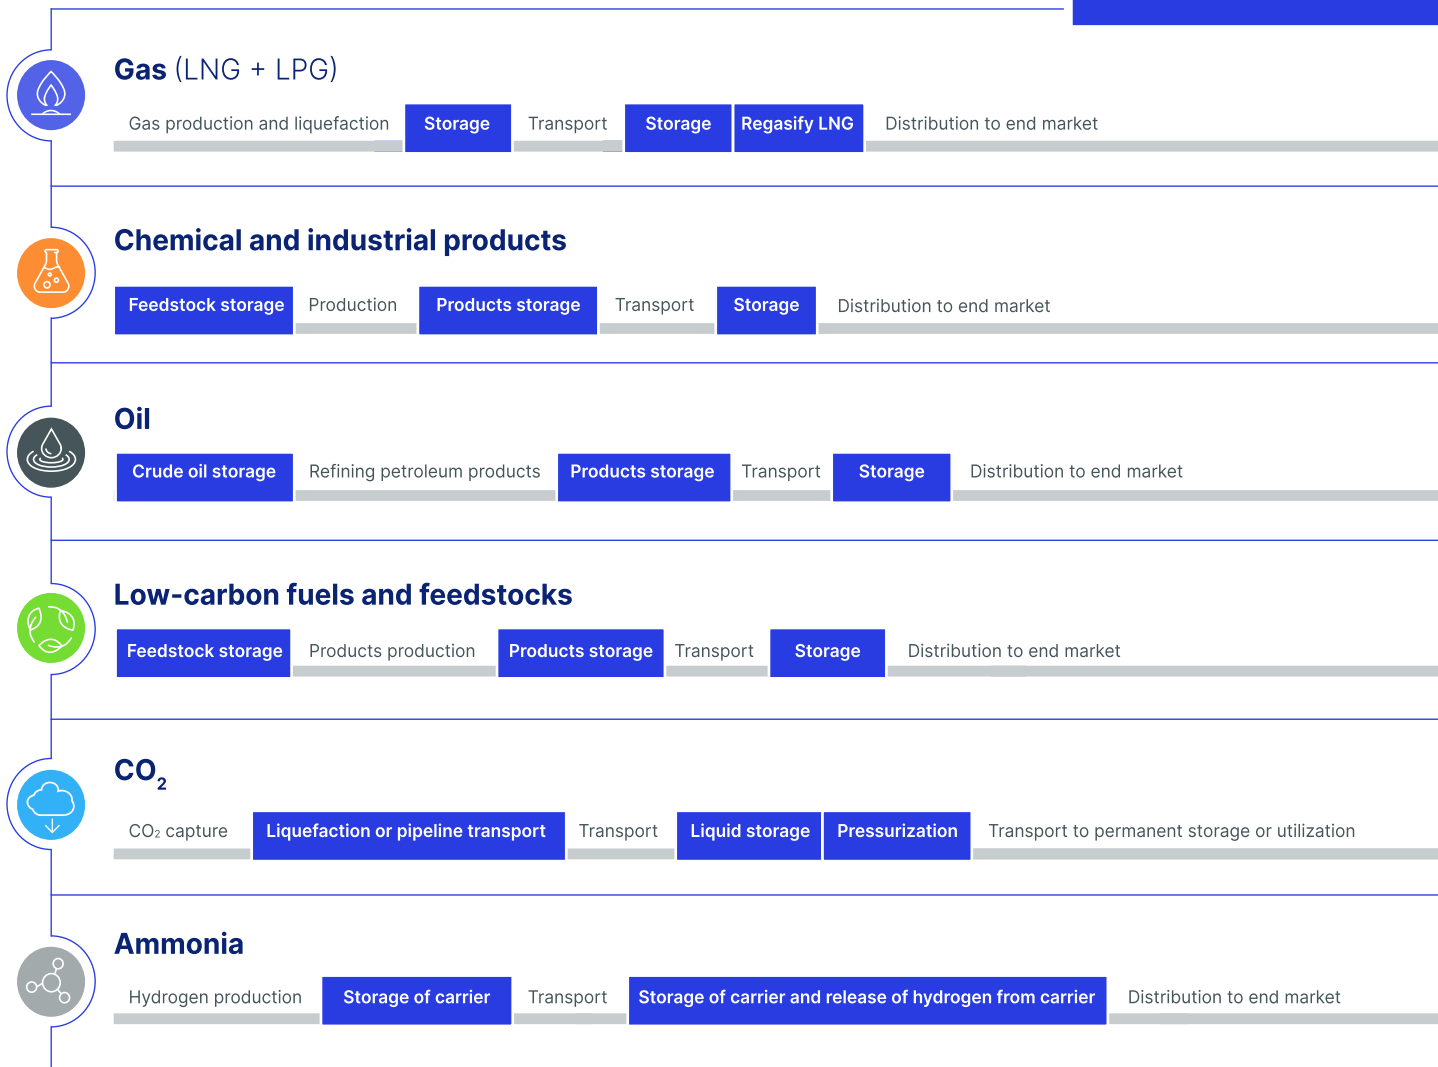 Gas (LNG + LPG)
Gas production and liquefaction Storage Transport Storage Regasify LNG Distribution to end market
Chemical and industrial products
Feedstock storage Production Products storage Transport Storage Distribution to end market
Oil
Crude oil storage Refining petroleum products Products storage Transport Storage Distribution to end market
Low-carbon fuels and feedstocks
Feedstock storage Products production Products storage Transport Storage Distribution to end market
CO₂
CO₂ capture Liquefaction or pipeline transport Transport Liquid storage Pressurization Transport to permanent storage or utilization
Ammonia
Hydrogen production Storage of carrier Transport Storage of carrier and release of hydrogen from carrier Distribution to end market